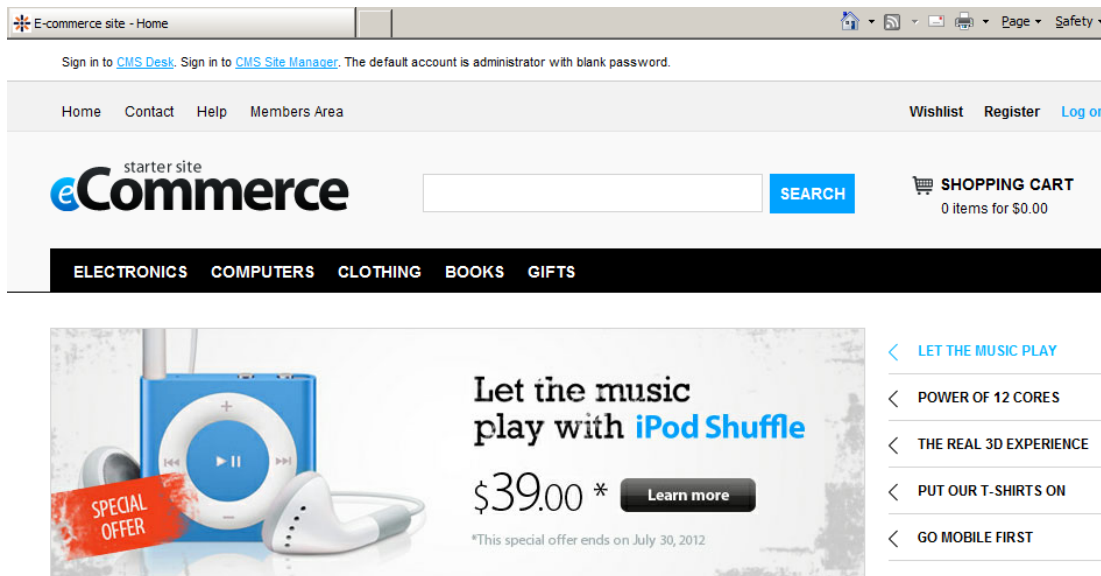 E-commerce site - Home
Page Safety
Sign in to CMS Desk. Sign in to CMS Site Manager. The default account is administrator with blank password.
Home Contact Help Members Area Wishlist Register Log on
starter site
eCommerce
SEARCH
SHOPPING CART
0 items for $0.00
ELECTRONICS COMPUTERS CLOTHING BOOKS GIFTS
LET THE MUSIC PLAY
POWER OF 12 CORES
THE REAL 3D EXPERIENCE
PUT OUR T-SHIRTS ON
GO MOBILE FIRST
Let the music
play with iPod Shuffle
$39.00 * Learn more
*This special offer ends on July 30, 2012
SPECIAL
OFFER